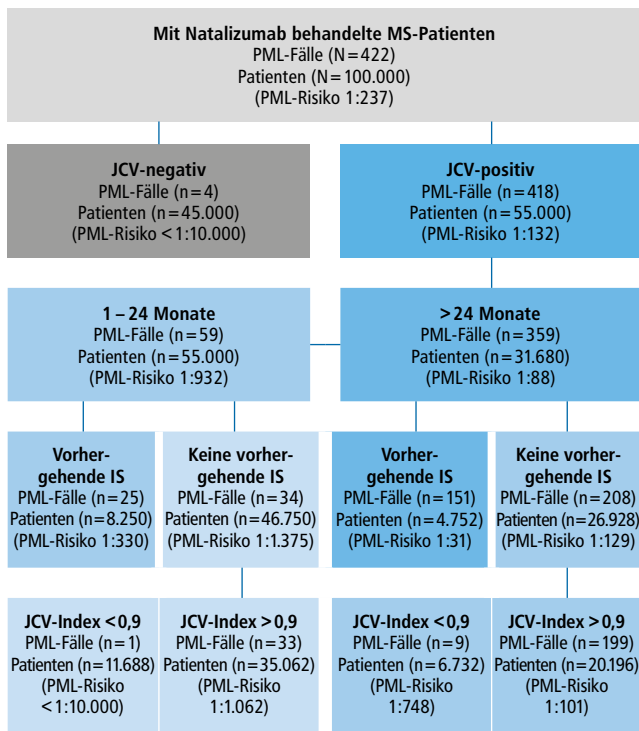 Mit Natalizumab behandelte MS-Patienten
PML-Fälle (N=422)
Patienten (N=100.000)
(PML-Risiko 1:237)
JCV-negativ
PML-Fälle (n=4)
Patienten (n=45.000)
(PML-Risiko <1:10.000)
JCV-positiv
PML-Fälle (n=418)
Patienten (n=55.000)
(PML-Risiko 1:132)
1–24 Monate
PML-Fälle (n=59)
Patienten (n=55.000)
(PML-Risiko 1:932)
>24 Monate
PML-Fälle (n=359)
Patienten (n=31.680)
(PML-Risiko 1:88)
Vorher-
gehende IS
PML-Fälle (n=25)
Patienten (n=8.250)
(PML-Risiko 1:330)
Keine vorher-
gehende IS
PML-Fälle (n=34)
Patienten (n=46.750)
(PML-Risiko 1:1.375)
Vorher-
gehende IS
PML-Fälle (n=151)
Patienten (n=4.752)
(PML-Risiko 1:31)
Keine vorher-
gehende IS
PML-Fälle (n=208)
Patienten (n=26.928)
(PML-Risiko 1:129)
JCV-Index <0,9
PML-Fälle (n=1)
Patienten (n=11.688)
(PML-Risiko
<1:10.000)
JCV-Index >0,9
PML-Fälle (n=33)
Patienten (n=35.062)
(PML-Risiko
1:1.062)
JCV-Index <0,9
PML-Fälle (n=9)
Patienten (n=6.732)
(PML-Risiko
1:748)
JCV-Index >0,9
PML-Fälle (n=199)
Patienten (n=20.196)
(PML-Risiko
1:101)